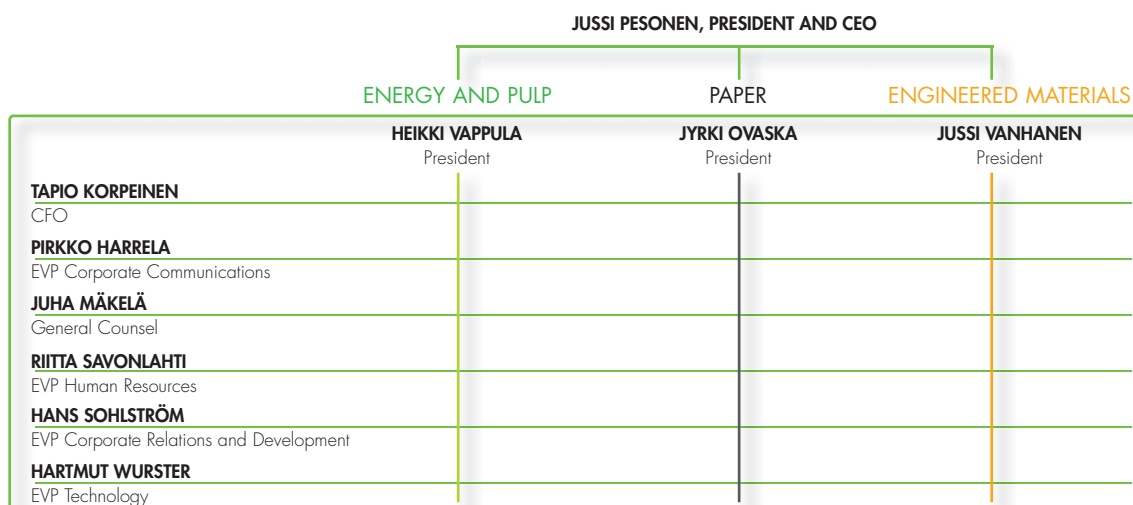 JUSSI PESONEN, PRESIDENT AND CEO
ENERGY AND PULP
PAPER
ENGINEERED MATERIALS
HEIKKI VAPPULA
President
JYRKI OVASKA
President
JUSSI VANHANEN
President
TAPIO KORPEINEN
CFO
PIRKKO HARRELA
EVP Corporate Communications
JUHA MÄKELÄ
General Counsel
RIITTA SAVONLAHTI
EVP Human Resources
HANS SOHLSTRÖM
EVP Corporate Relations and Development
HARTMUT WURSTER
EVP Technology